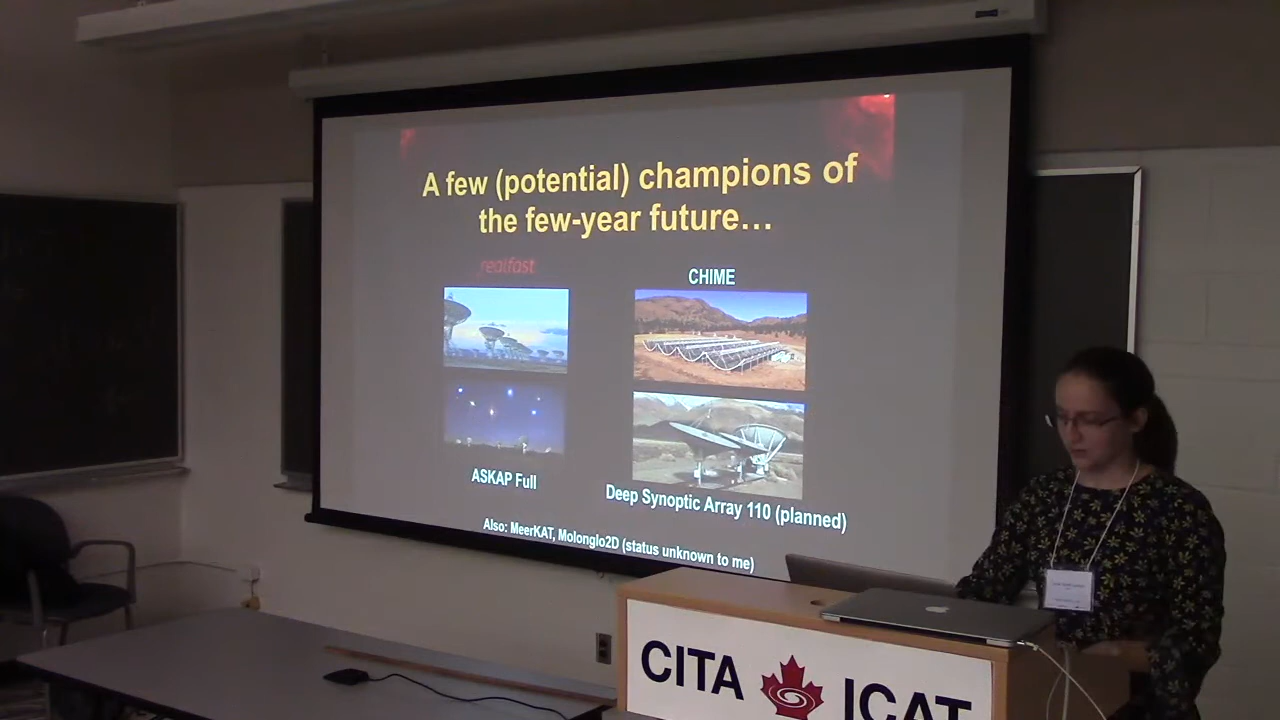 A few (potential) champions of
the few-year future…
realfast
CHIME
ASKAP Full
Deep Synoptic Array 110 (planned)
Also: MeerKAT, Molonglo2D (status unknown to me)
CITA ICAT